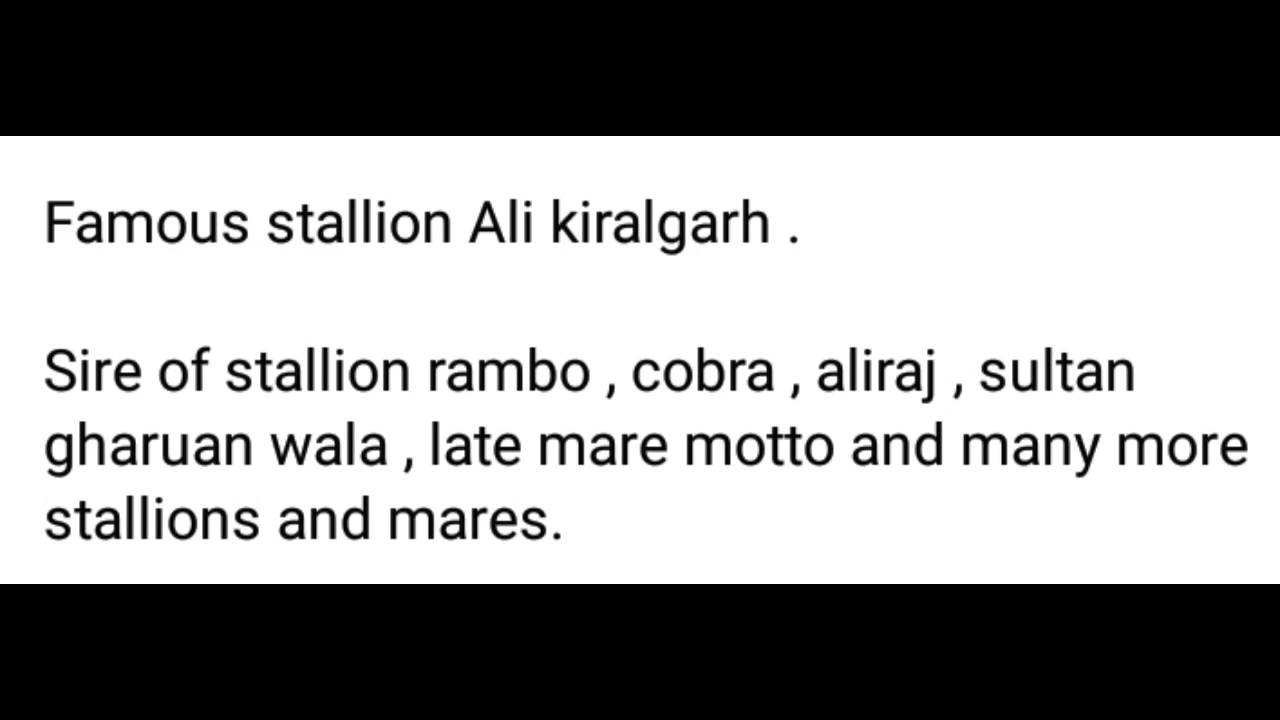 Famous stallion Ali kiralgarh .
Sire of stallion rambo , cobra , aliraj , sultan
gharuan wala , late mare motto and many more
stallions and mares.